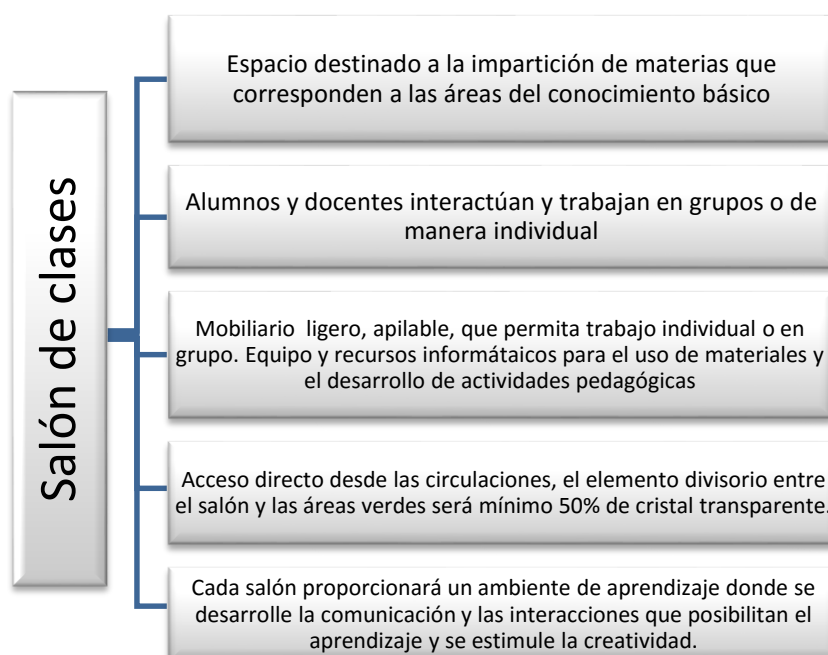 Salón de clases
Espacio destinado a la impartición de materias que
corresponden a las áreas del conocimiento básico
Alumnos y docentes interactúan y trabajan en grupos o de
manera individual
Mobiliario ligero, apilable, que permita trabajo individual o en
grupo. Equipo y recursos informátaicos para el uso de materiales y
el desarrollo de actividades pedagógicas
Acceso directo desde las circulaciones, el elemento divisorio entre
el salón y las áreas verdes será mínimo 50% de cristal transparente.
Cada salón proporcionará un ambiente de aprendizaje donde se
desarrolle la comunicación y las interacciones que posibilitan el
aprendizaje y se estimule la creatividad.